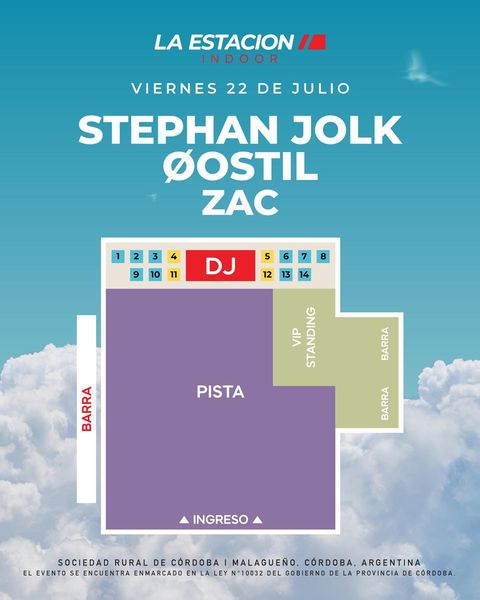 LA ESTACION
INDOOR
VIERNES 22 DE JULIO
STEPHAN JOLK
ØOSTIL
ZAC
1 2 3 4 DJ 5 6 7 8
9 10 11 12 13 14
VIP STANDING
BARRA
BARRA
BARRA
PISTA
▲ INGRESO ▲
SOCIEDAD RURAL DE CÓRDOBA I MALAGUEÑO, CÓRDOBA, ARGENTINA
EL EVENTO SE ENCUENTRA ENMARCADO EN LA LEY N°10032 DEL GOBIERNO DE LA PROVINCIA DE CÓRDOBA.